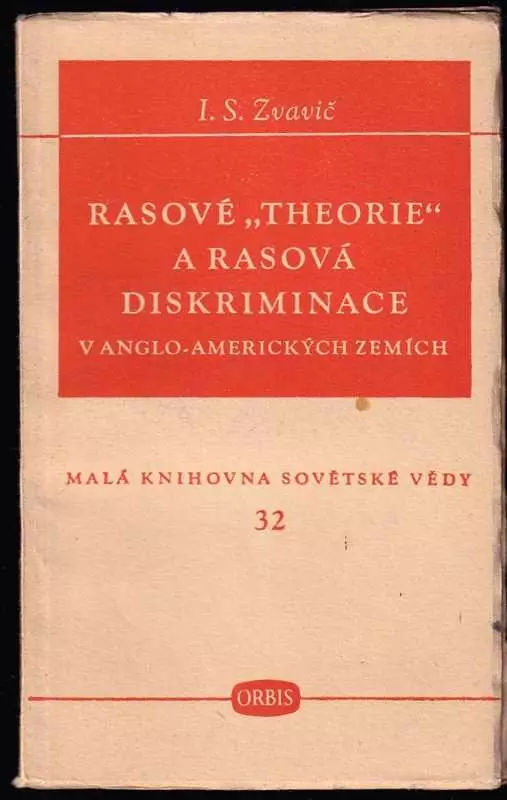 I. S. Zvavič
RASOVÉ „THEORIE“
A RASOVÁ
DISKRIMINACE
V ANGLO-AMERICKÝCH ZEMÍCH
MALÁ KNIHOVNA SOVĚTSKÉ VĚDY
32
ORBIS